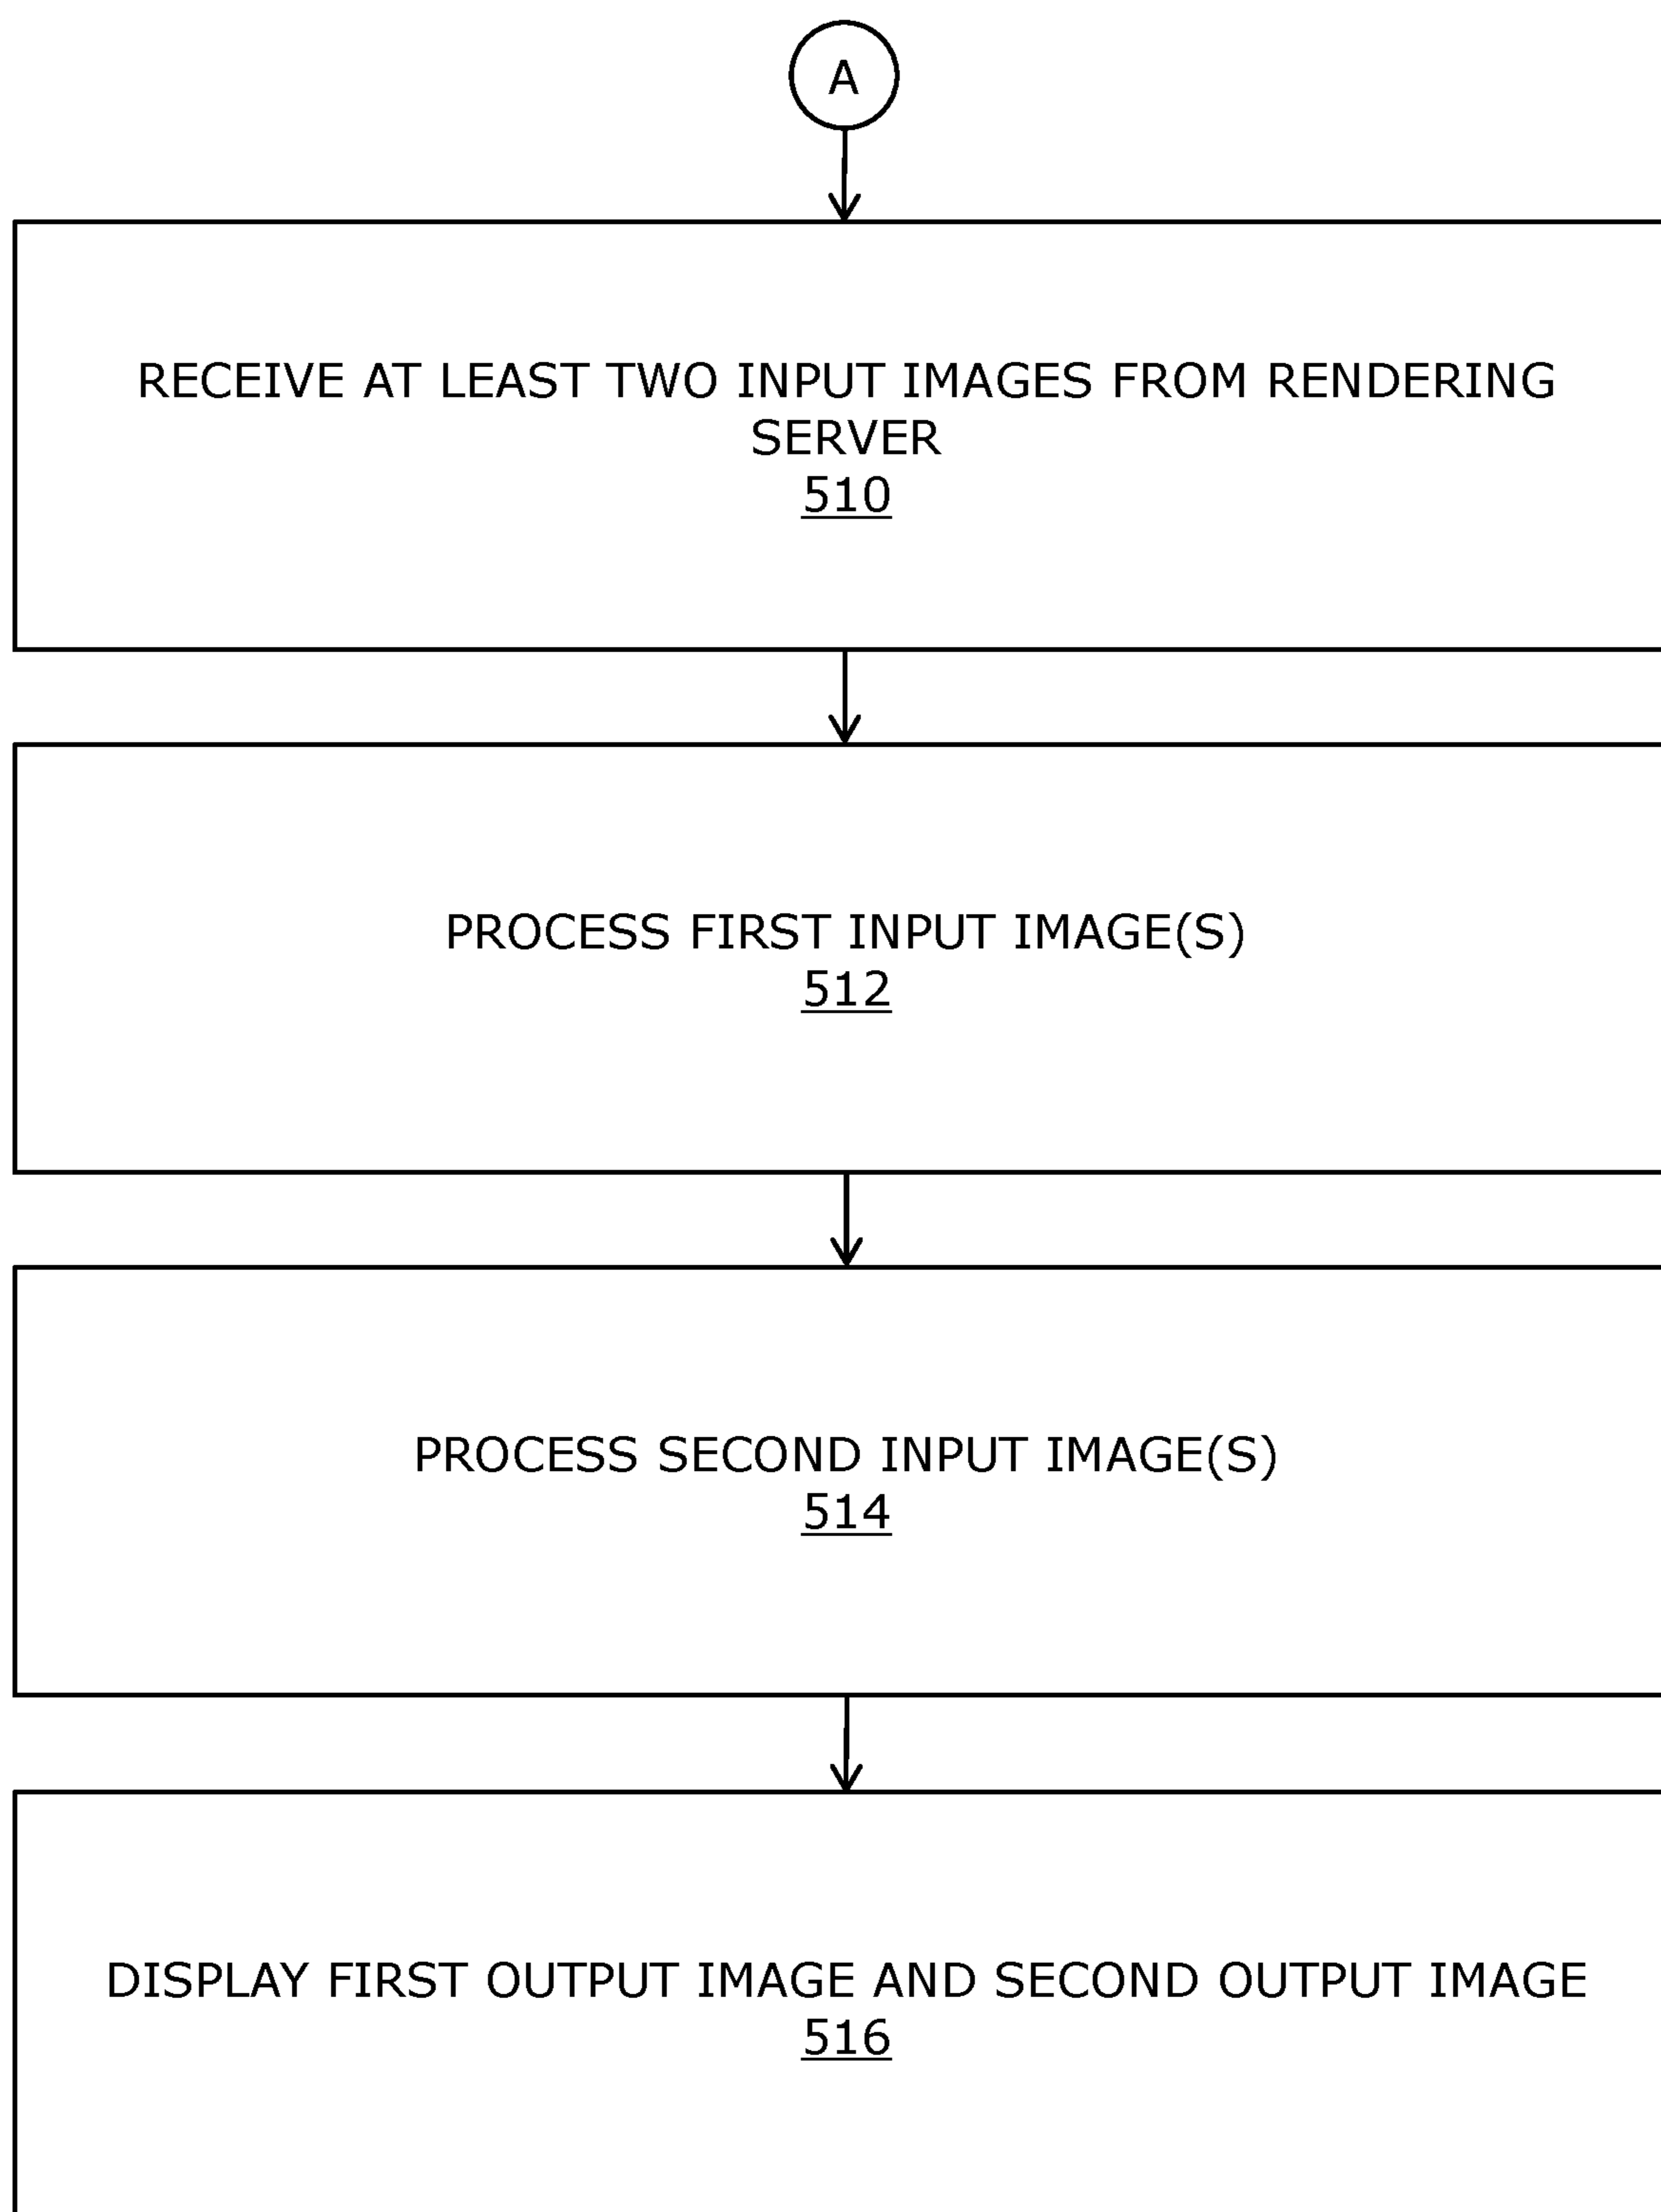 A
RECEIVE AT LEAST TWO INPUT IMAGES FROM RENDERING
SERVER
510
PROCESS FIRST INPUT IMAGE(S)
512
PROCESS SECOND INPUT IMAGE(S)
514
DISPLAY FIRST OUTPUT IMAGE AND SECOND OUTPUT IMAGE
516